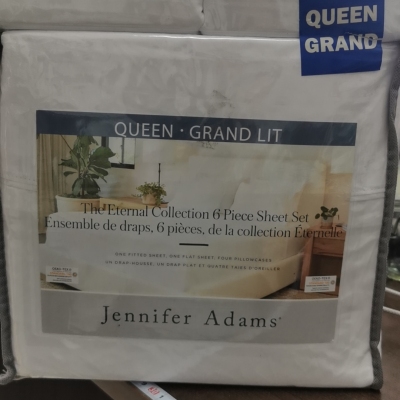 QUEEN
GRAND
QUEEN · GRAND LIT
The Eternal Collection 6 Piece Sheet Set
Ensemble de draps, 6 pièces, de la collection Éternelle
ONE FITTED SHEET, ONE FLAT SHEET, FOUR PILLOWCASES
UN DRAP-HOUSSE, UN DRAP PLAT ET QUATRE TAIES D'OREILLER
Jennifer Adams